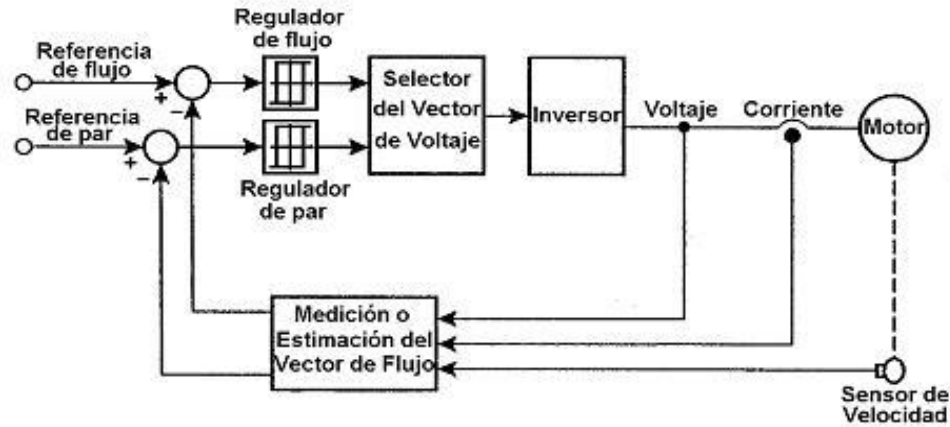 Regulador
de flujo
Referencia
de flujo
+
−
Referencia
de par
+
−
Regulador
de par
Selector
del Vector
de Voltaje
Inversor
Voltaje
Corriente
Motor
Medición o
Estimación del
Vector de Flujo
Sensor de
Velocidad